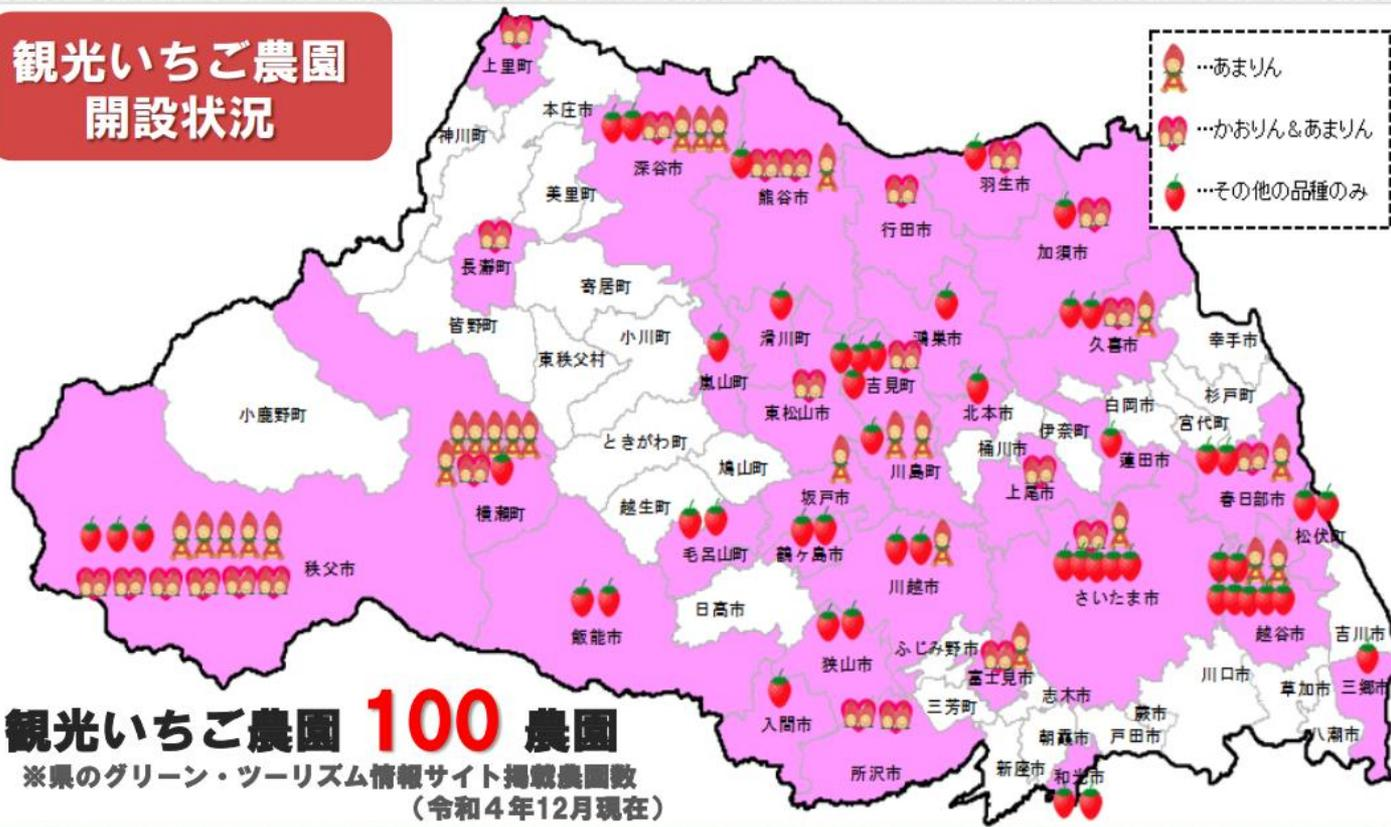 観光いちご農園
開設状況
…あまりん
…かおりん&あまりん
…その他の品種のみ
上里町
本庄市
神川町
深谷市
美里町
熊谷市
羽生市
行田市
加須市
長瀞町
寄居町
皆野町
小川町
東秩父村
嵐山町
滑川町
鴻巣市
久喜市
幸手市
吉見町
東松山市
北本市
白岡市
杉戸町
宮代町
小鹿野町
ときがわ町
鳩山町
川島町
桶川市
伊奈町
蓮田市
坂戸市
上尾市
春日部市
横瀬町
越生町
毛呂山町
鶴ヶ島市
松伏町
秩父市
川越市
さいたま市
日高市
飯能市
越谷市
吉川市
狭山市
ふじみ野市
富士見市
川口市
草加市
三郷市
入間市
三芳町
志木市
蕨市
朝霞市
戸田市
八潮市
所沢市
新座市
和光市
観光いちご農園 100 農園
※県のグリーン・ツーリズム情報サイト掲載農園数
(令和4年12月現在)